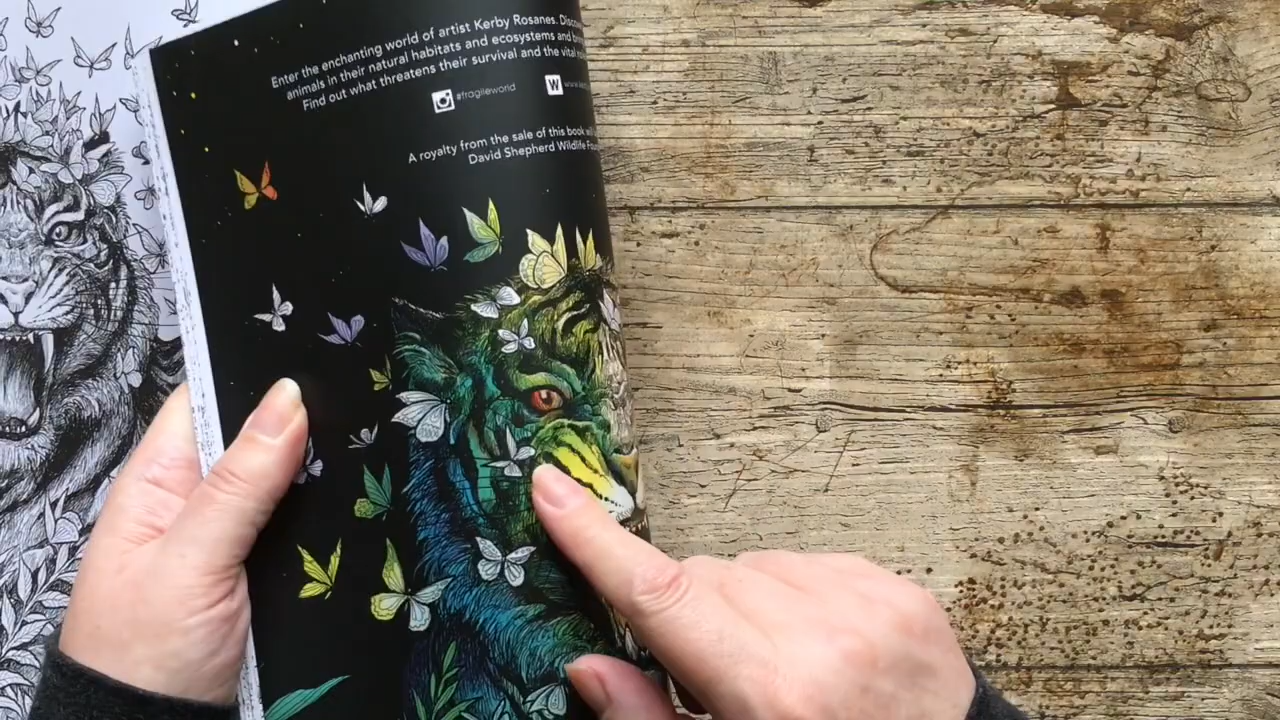 Enter the enchanting world of artist Kerby Rosanes.
animals in their natural habitats and ecosystems and
Find out what threatens their survival and the vital
#fragileworld
W
A royalty from the sale of this book
David Shepherd Wildlife